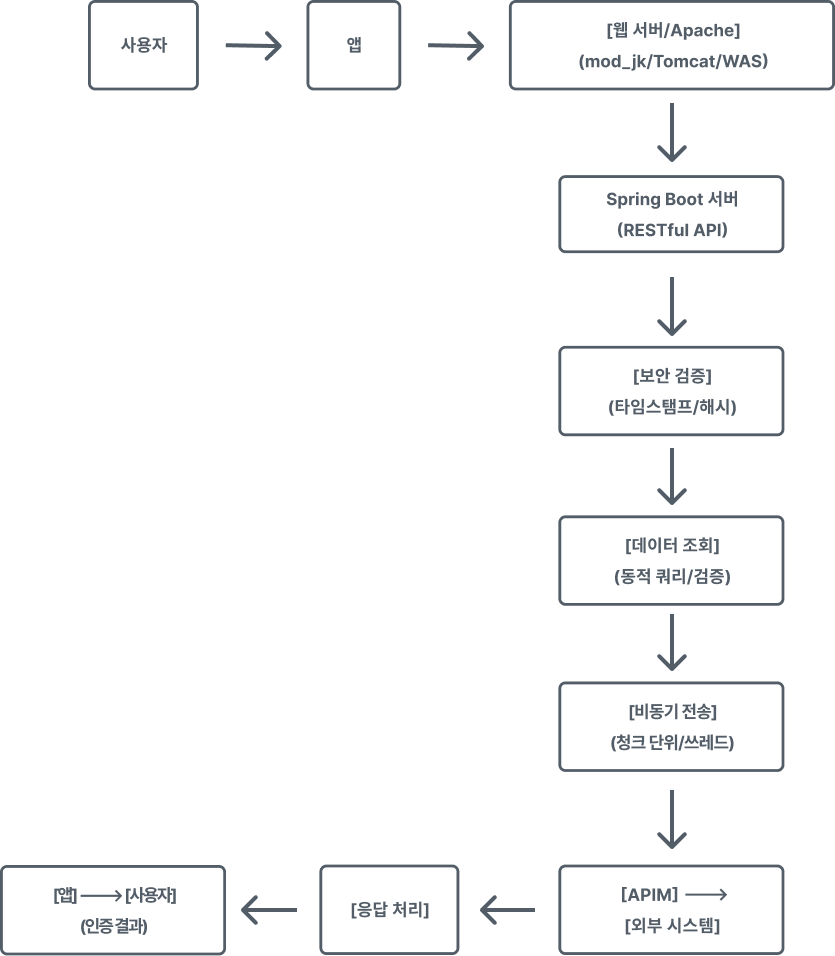 사용자
앱
[웹 서버/Apache]
(mod_jk/Tomcat/WAS)
Spring Boot 서버
(RESTful API)
[보안 검증]
(타임스탬프/해시)
[데이터 조회]
(동적 쿼리/검증)
[비동기 전송]
(청크 단위/쓰레드)
[APIM] ⟶
[외부 시스템]
[응답 처리]
[앱] ⟶ [사용자]
(인증 결과)